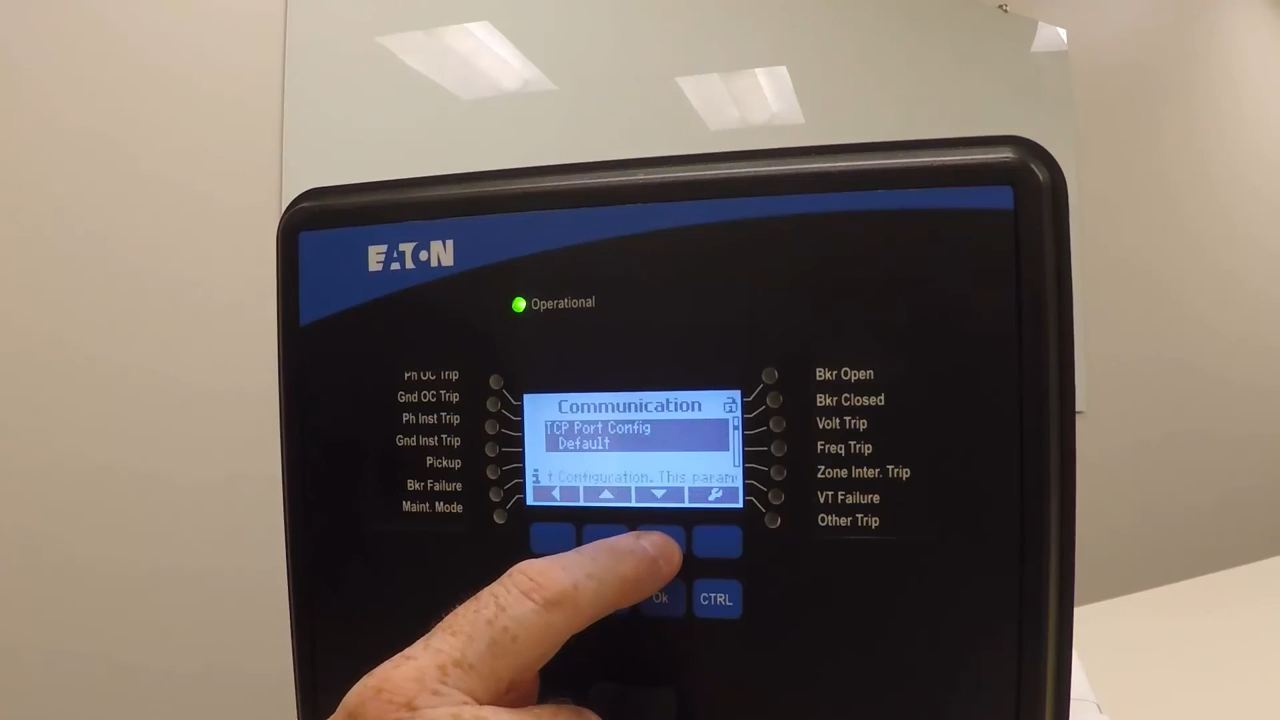 EATON
Operational
Ph OC Trip
Gnd OC Trip
Ph Inst Trip
Gnd Inst Trip
Pickup
Bkr Failure
Maint. Mode
Communication
TCP Port Config
Default
t Configuration. This param
Bkr Open
Bkr Closed
Volt Trip
Freq Trip
Zone Inter. Trip
VT Failure
Other Trip
Ok
CTRL